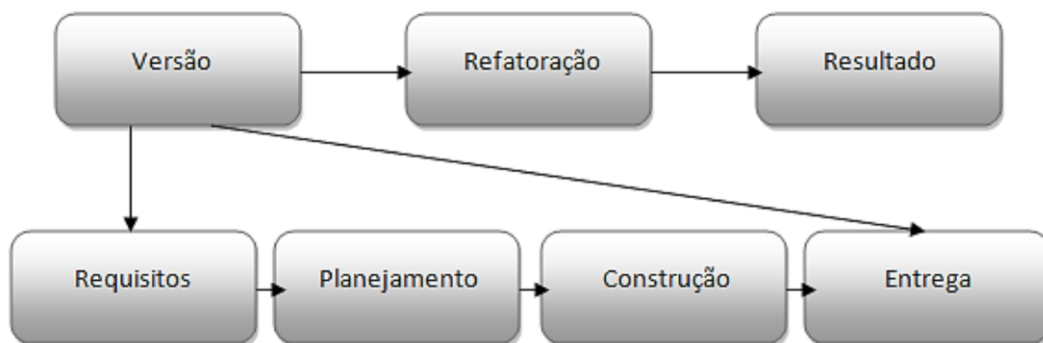 Versão
Refatoração
Resultado
Requisitos
Planejamento
Construção
Entrega